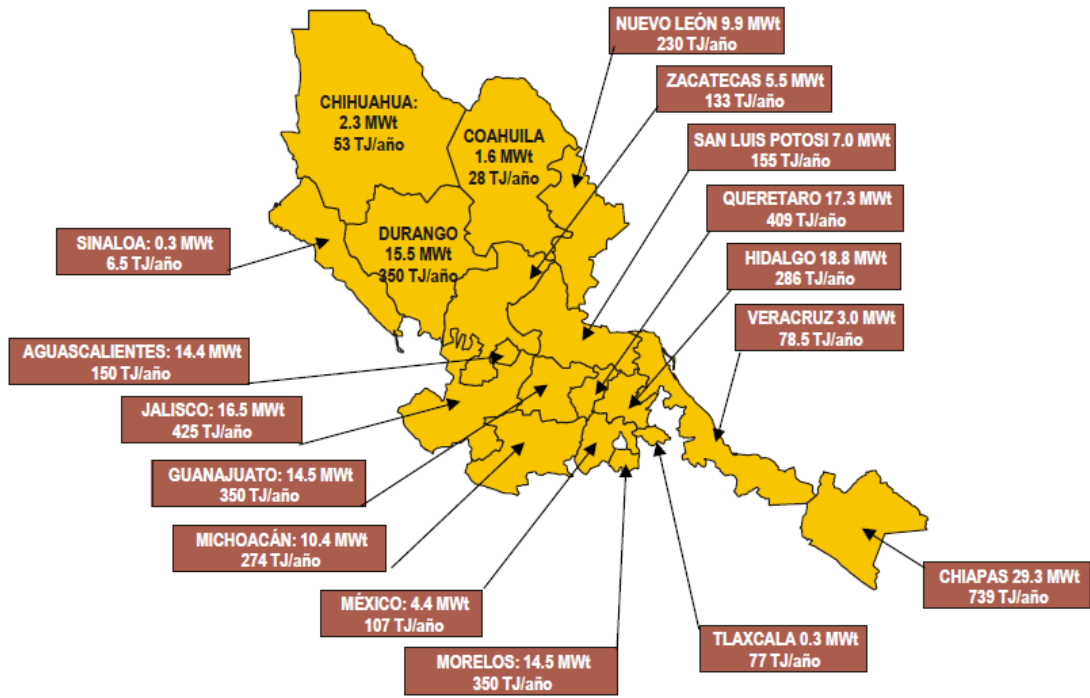 NUEVO LEÓN 9.9 MWt
230 TJ/año
ZACATECAS 5.5 MWt
133 TJ/año
CHIHUAHUA:
2.3 MWt
53 TJ/año
COAHUILA
1.6 MWt
28 TJ/año
SAN LUIS POTOSI 7.0 MWt
155 TJ/año
QUERETARO 17.3 MWt
409 TJ/año
SINALOA: 0.3 MWt
6.5 TJ/año
DURANGO
15.5 MWt
350 TJ/año
HIDALGO 18.8 MWt
286 TJ/año
VERACRUZ 3.0 MWt
78.5 TJ/año
AGUASCALIENTES: 14.4 MWt
150 TJ/año
JALISCO: 16.5 MWt
425 TJ/año
GUANAJUATO: 14.5 MWt
350 TJ/año
MICHOACÁN: 10.4 MWt
274 TJ/año
CHIAPAS 29.3 MWt
739 TJ/año
MÉXICO: 4.4 MWt
107 TJ/año
TLAXCALA 0.3 MWt
77 TJ/año
MORELOS: 14.5 MWt
350 TJ/año